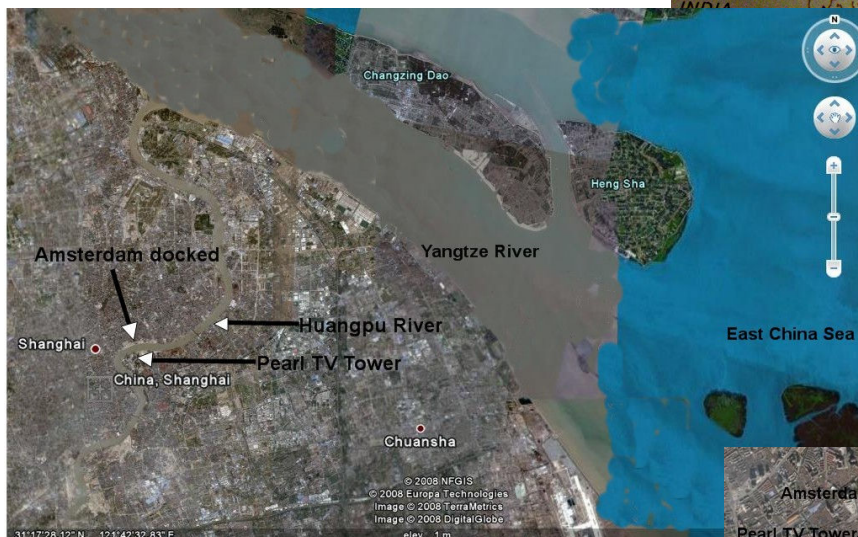 INDIA
N
Changzing Dao
Heng Sha
Yangtze River
Amsterdam docked
Huangpu River
Shanghai
Pearl TV Tower
China, Shanghai
East China Sea
Chuansha
© 2008 NFGIS
© 2008 Europa Technologies
Image © 2008 TerraMetrics
Image © 2008 DigitalGlobe
Amsterda
Pearl TV Tower
31°17'28.12" N 121°42'32.83" E
elev 1 m